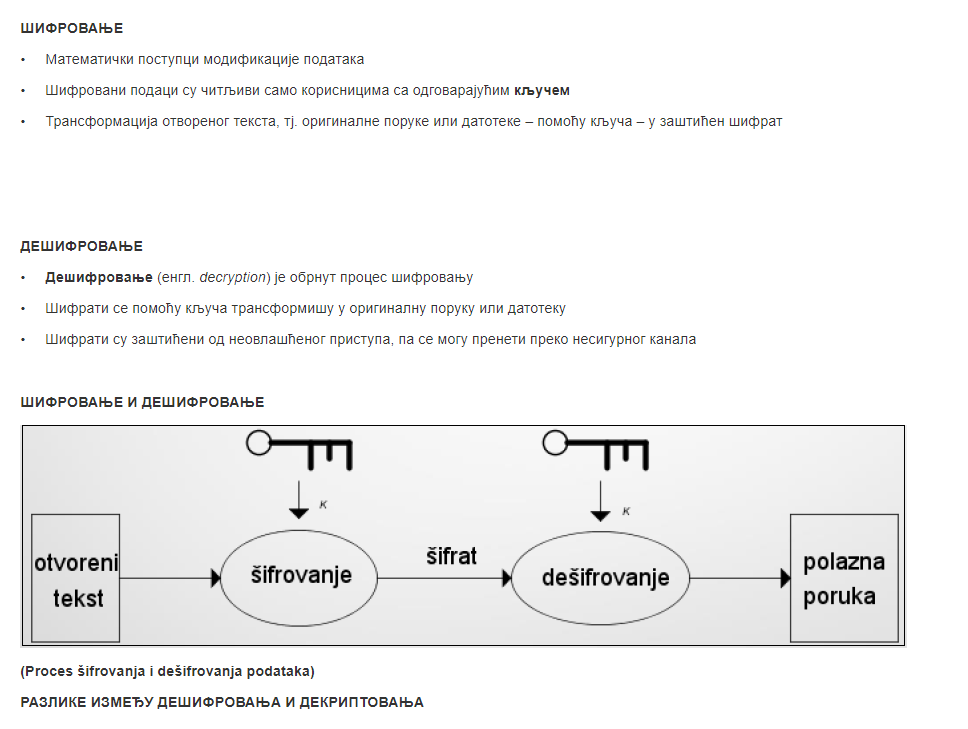 ШИФРОВАЊЕ
• Математички поступци модификације података
• Шифровани подаци су читљиви само корисницима са одговарајућим кључем
• Трансформација отвореног текста, тј. оригиналне поруке или датотеке – помоћу кључа – у заштићен шифрат
ДЕШИФРОВАЊЕ
• Дешифровање (енгл. decryption) је обрнут процес шифровању
• Шифрати се помоћу кључа трансформишу у оригиналну поруку или датотеку
• Шифрати су заштићени од неовлашћеног приступа, па се могу пренети преко несигурног канала
ШИФРОВАЊЕ И ДЕШИФРОВАЊЕ
K
K
otvoreni
tekst
šifrovanje
šifrat
dešifrovanje
polazna
poruka
(Proces šifrovanja i dešifrovanja podataka)
РАЗЛИКЕ ИЗМЕЂУ ДЕШИФРОВАЊА И ДЕКРИПТОВАЊА